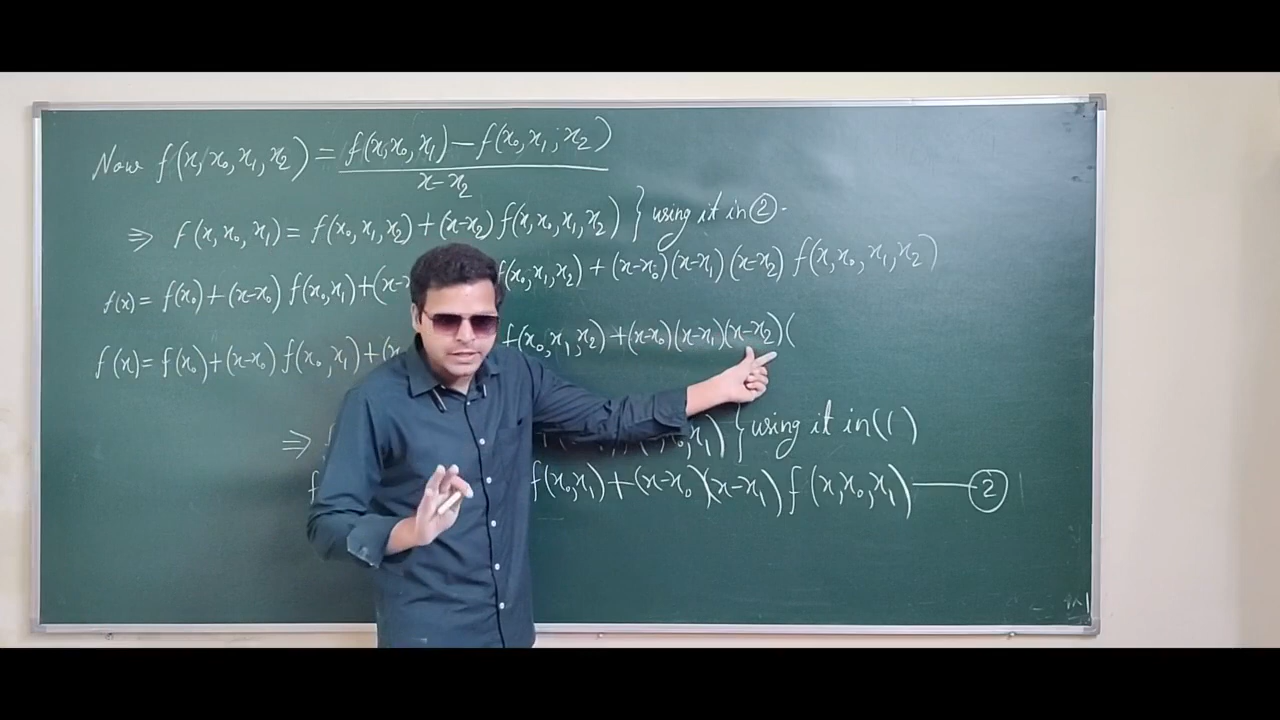 Now f(x, x₀, x₁, x₂) = f(x, x₀, x₁) − f(x₀, x₁, x₂)
x−x₂
⇒ f(x, x₀, x₁) = f(x₀, x₁, x₂) + (x−x₂) f(x, x₀, x₁, x₂) } using it in ② .
f(x) = f(x₀) + (x−x₀) f(x₀, x₁) + (x− f(x₀, x₁, x₂) + (x−x₀) (x−x₁) (x−x₂) f(x, x₀, x₁, x₂)
f(x) = f(x₀) + (x−x₀) f(x₀, x₁) + (x f(x₀, x₁, x₂) + (x−x₀) (x−x₁) (x−x₂) (
⇒ x₀, x₁) } using it in (1)
f f(x₀, x₁) + (x−x₀) (x−x₁) f(x, x₀, x₁) — ②